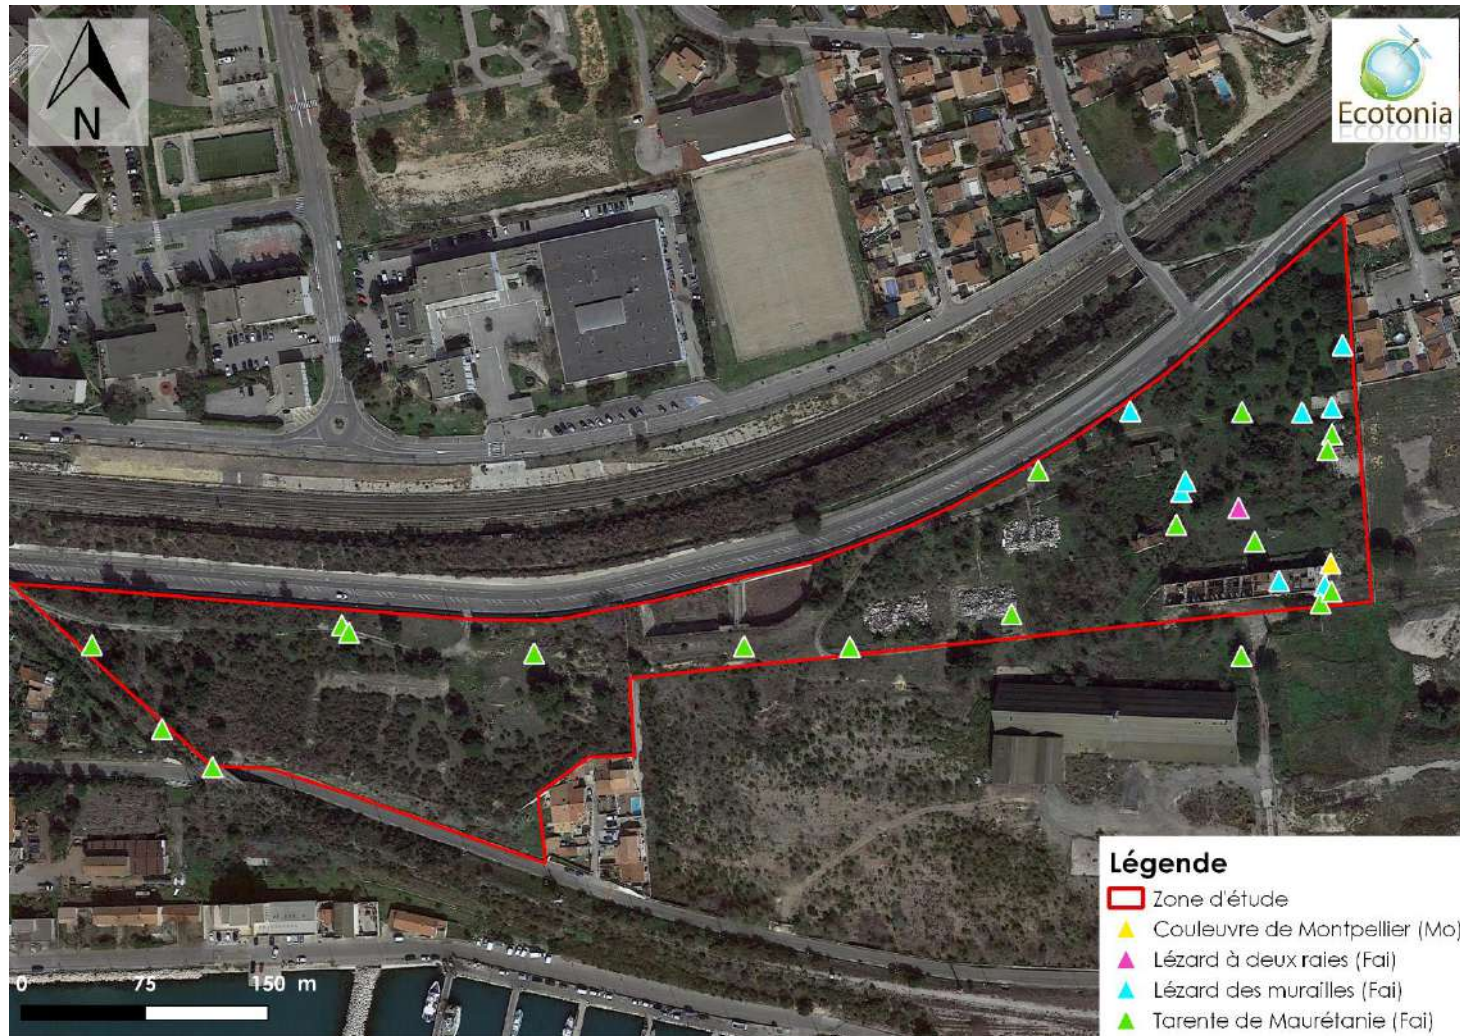 N
Ecotonia
Légende
Zone d'étude
Couleuvre de Montpellier (Mo)
Lézard à deux raies (Fai)
Lézard des murailles (Fai)
Tarente de Maurétanie (Fai)
0 75 150 m